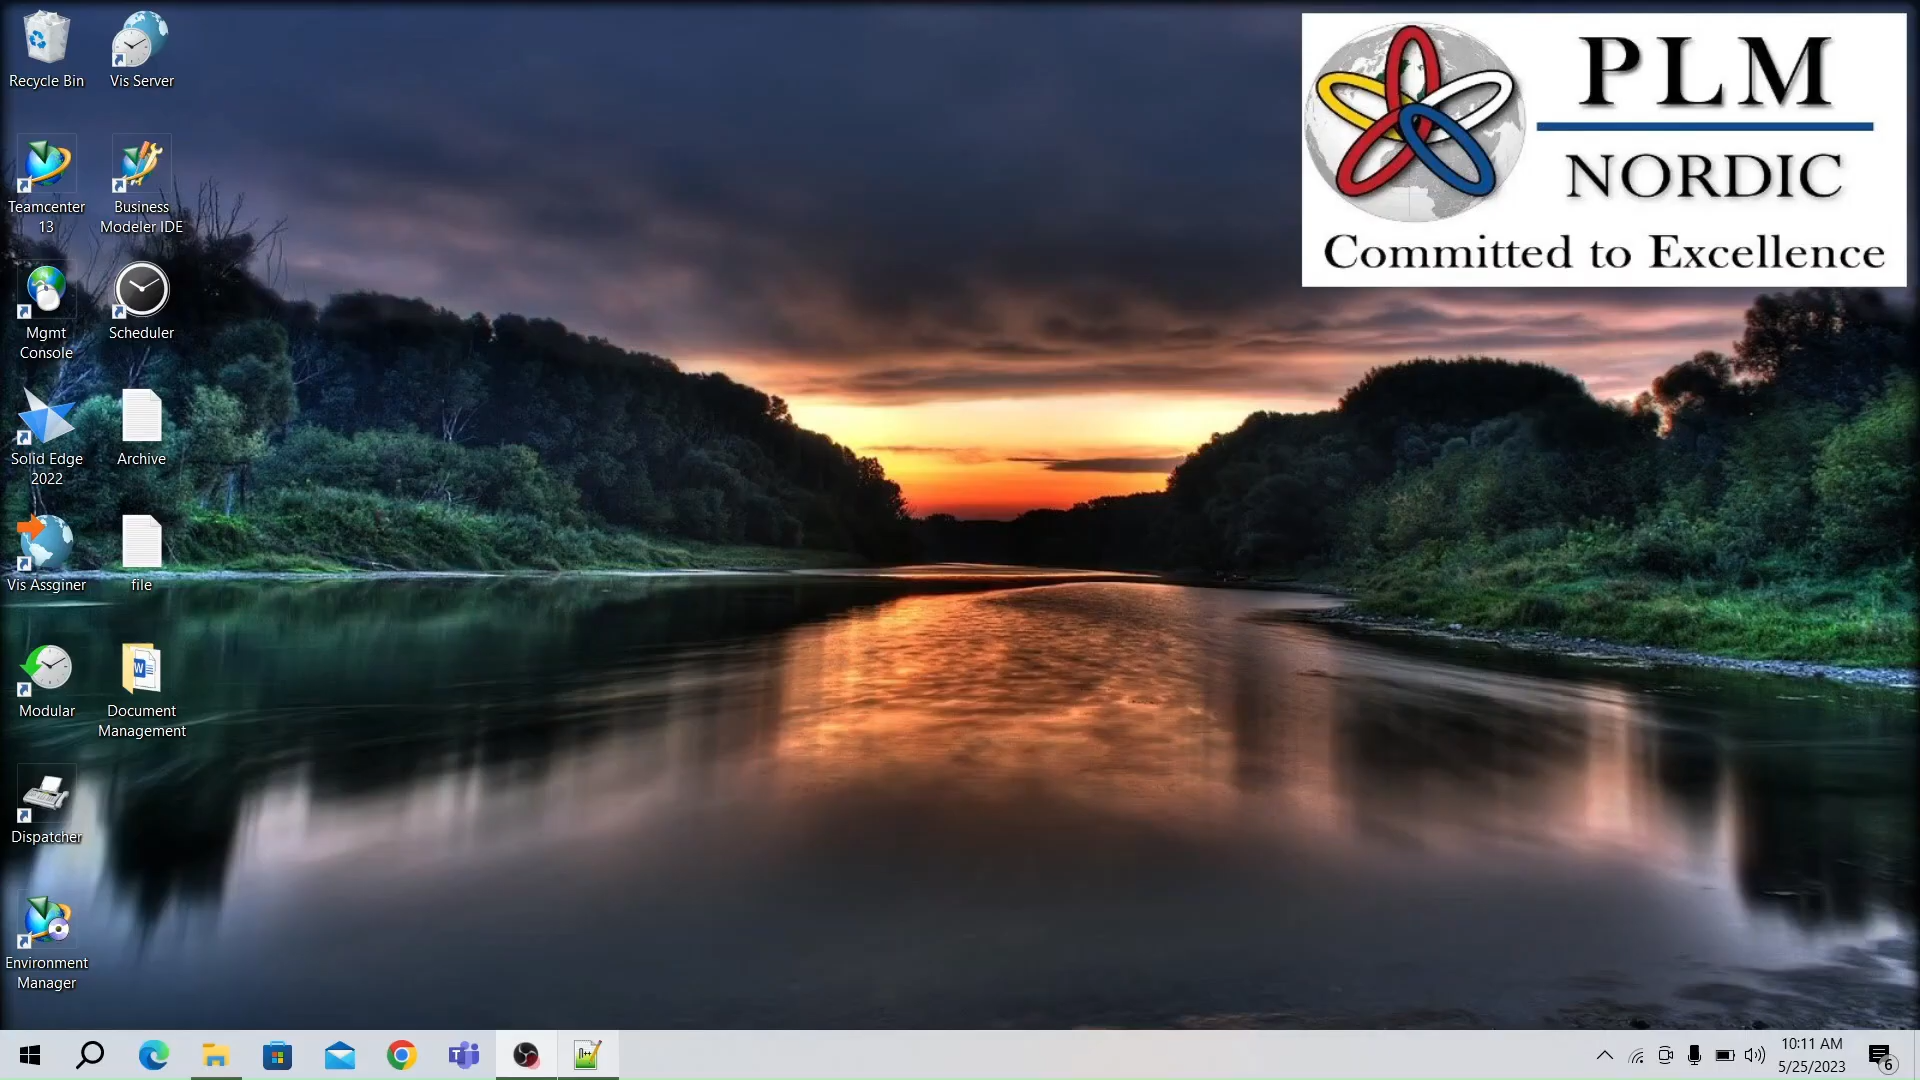 Recycle Bin
Vis Server
Teamcenter
13
Business
Modeler IDE
Mgmt
Console
Scheduler
Solid Edge
2022
Archive
Vis Assginer
file
Modular
Document
Management
Dispatcher
Environment
Manager
PLM
NORDIC
Committed to Excellence
10:11 AM
5/25/2023
6